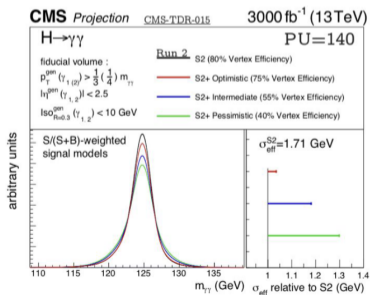 CMS Projection CMS-TDR-015 3000 fb⁻¹ (13 TeV)
H→γγ
PU=140
fiducial volume :
p_T^gen (γ_1 (2)) > 1/3 (1/4) m_γγ
|η^gen (γ_1, 2)| < 2.5
Iso_R=0.3^gen (γ_1, 2) < 10 GeV
Run 2
S2 (80% Vertex Efficiency)
S2+ Optimistic (75% Vertex Efficiency)
S2+ Intermediate (55% Vertex Efficiency)
S2+ Pessimistic (40% Vertex Efficiency)
arbitrary units
S/(S+B)-weighted
signal models
σ_eff^S2=1.71 GeV
110 115 120 125 130 135
m_γγ (GeV)
1 1.1 1.2 1.3 1.4
σ_eff relative to S2 (GeV)